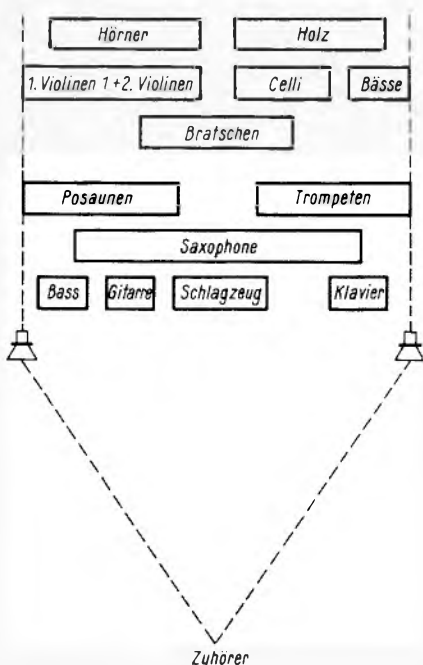 Hörner Holz
1. Violinen 1+2. Violinen Celli Bässe
Bratschen
Posaunen Trompeten
Saxophone
Bass Gitarre Schlagzeug Klavier
Zuhörer